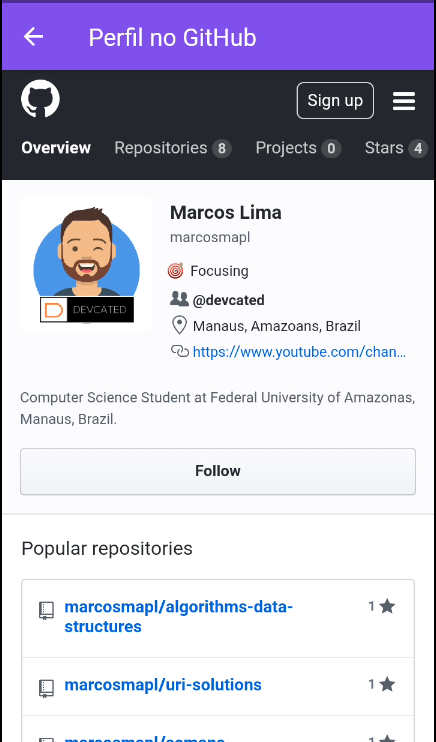 Perfil no GitHub
Sign up
Overview Repositories 8 Projects 0 Stars 4
Marcos Lima
marcosmapl
🎯 Focusing
@devcated
Manaus, Amazoans, Brazil
https://www.youtube.com/chan...
DEVCATED
Computer Science Student at Federal University of Amazonas,
Manaus, Brazil.
Follow
Popular repositories
marcosmapl/algorithms-data-
structures
1
marcosmapl/uri-solutions
1